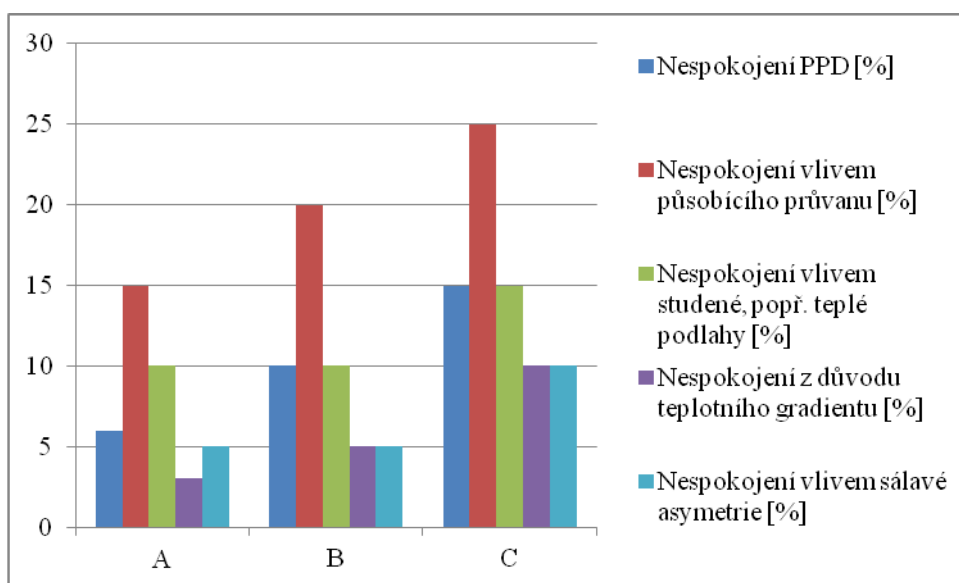 30
25
20
15
10
5
0
A B C
Nespokojení PPD [%]
Nespokojení vlivem
působícího průvanu [%]
Nespokojení vlivem
studené, popř. teplé
podlahy [%]
Nespokojení z důvodu
teplotního gradientu [%]
Nespokojení vlivem sálavé
asymetrie [%]